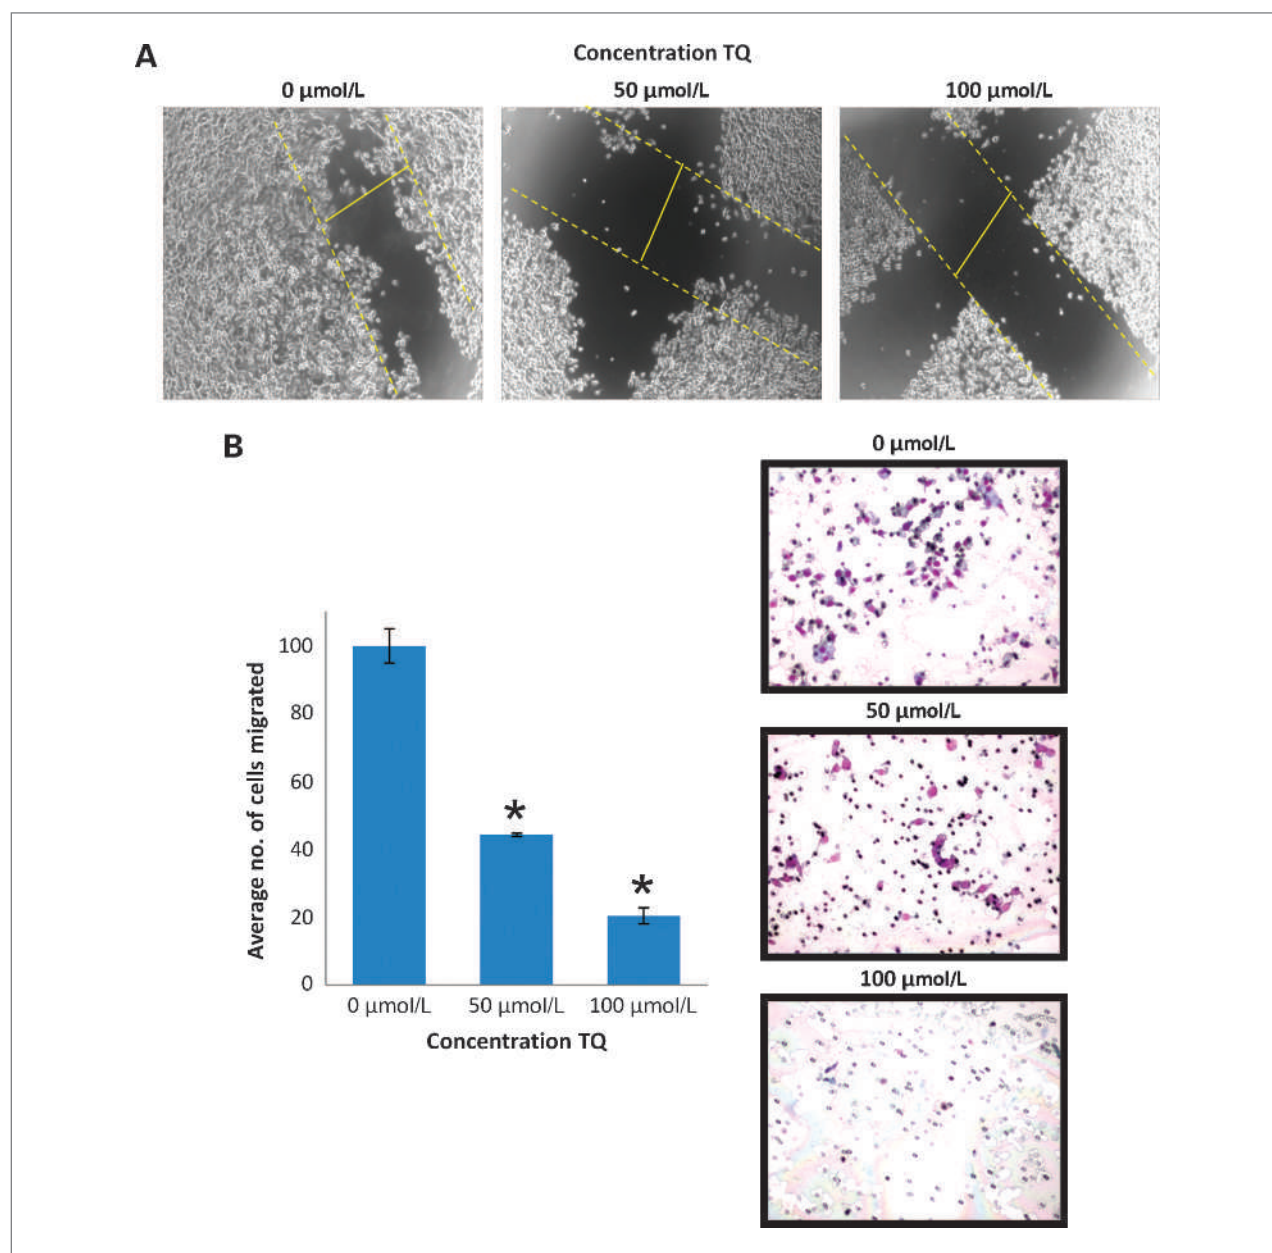 A
Concentration TQ
0 µmol/L
50 µmol/L
100 µmol/L
B
0 µmol/L
50 µmol/L
100 µmol/L
Average no. of cells migrated
100
80
60
40
20
0
*
*
0 µmol/L
50 µmol/L
100 µmol/L
Concentration TQ